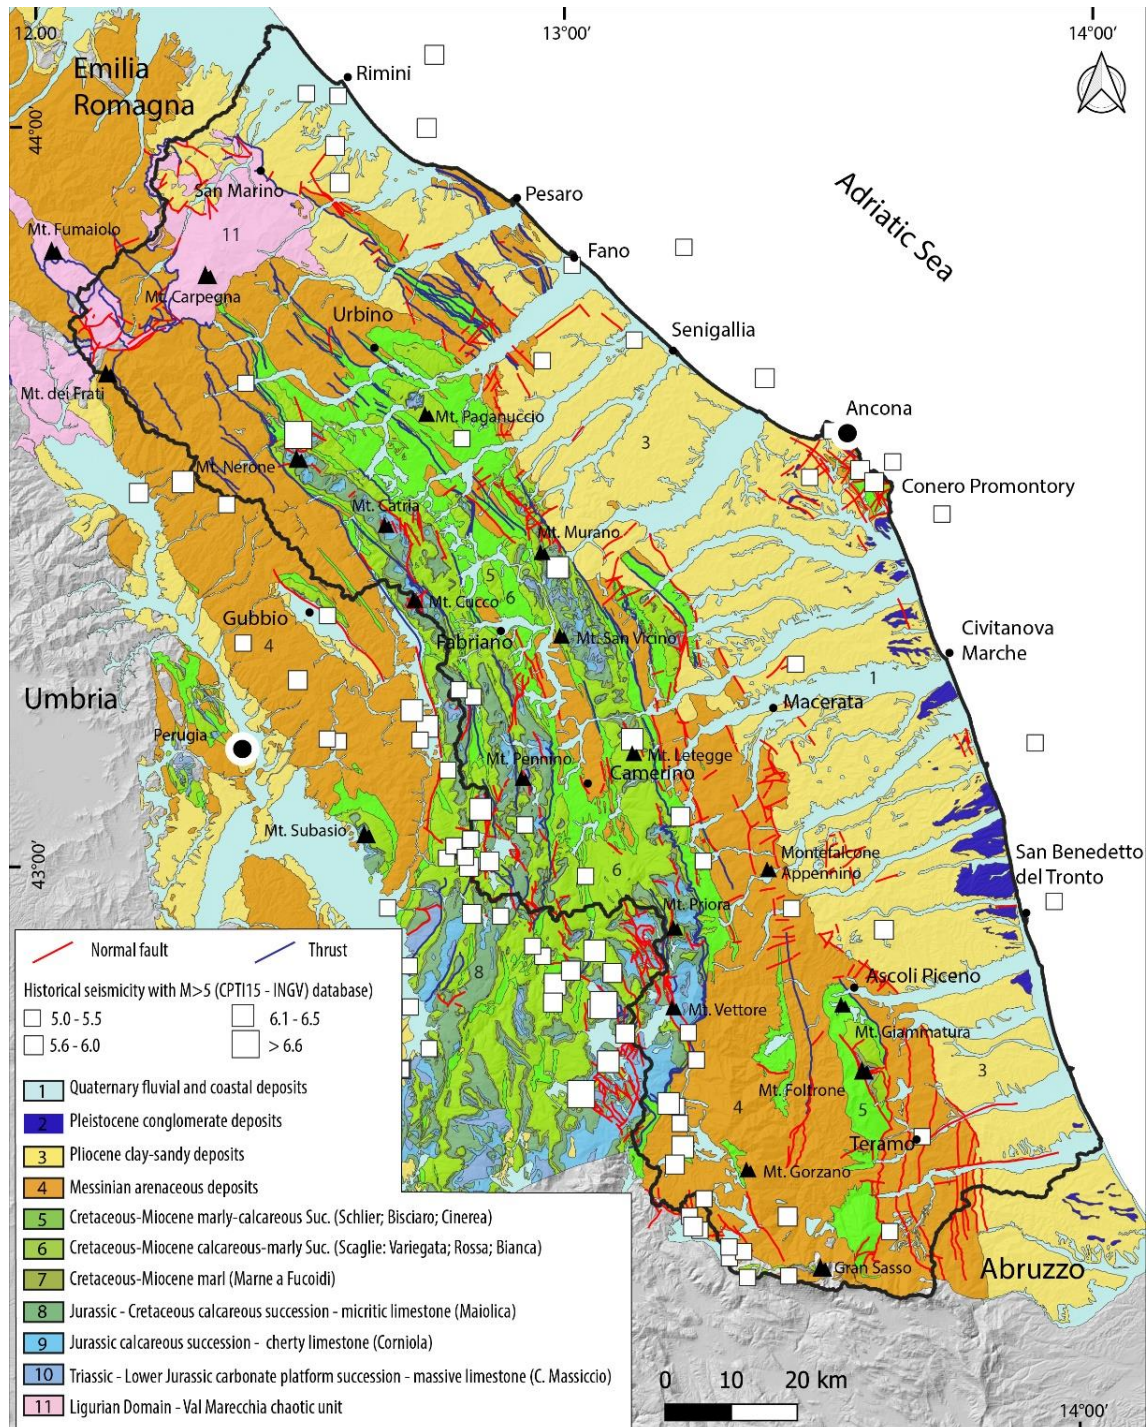 12°00′
13°00′
14°00′
Emilia
Romagna
Rimini
44°00′
San Marino
Pesaro
Adriatic Sea
Mt. Fumaiolo
11
Fano
Mt. Carpegna
Urbino
Senigallia
Mt. dei Frati
Mt. Paganuccio
Ancona
3
Mt. Nerone
Conero Promontory
Mt. Catria
Mt. Murano
5
6
Mt. Cucco
Gubbio
Fabriano
Mt. San Vicino
4
Civitanova
Marche
1
Umbria
Macerata
Perugia
Mt. Letegge
Mt. Pennino
Camerino
Mt. Subasio
Montefalcone
Appennino
San Benedetto
del Tronto
43°00′
6
Mt. Priora
8
Ascoli Piceno
Mt. Vettore
Mt. Giammatura
Mt. Foltrone
3
4
5
Teramo
Mt. Gorzano
Gran Sasso
Abruzzo
Normal fault
Thrust
Historical seismicity with M>5 (CPTI15 - INGV) database)
5.0 - 5.5
6.1 - 6.5
5.6 - 6.0
> 6.6
1 Quaternary fluvial and coastal deposits
2 Pleistocene conglomerate deposits
3 Pliocene clay-sandy deposits
4 Messinian arenaceous deposits
5 Cretaceous-Miocene marly-calcareous Suc. (Schlier; Bisciaro; Cinerea)
6 Cretaceous-Miocene calcareous-marly Suc. (Scaglie: Variegata; Rossa; Bianca)
7 Cretaceous-Miocene marl (Marne a Fucoidi)
8 Jurassic - Cretaceous calcareous succession - micritic limestone (Maiolica)
9 Jurassic calcareous succession - cherty limestone (Corniola)
10 Triassic - Lower Jurassic carbonate platform succession - massive limestone (C. Massiccio)
11 Ligurian Domain - Val Marecchia chaotic unit
0 10 20 km
14°00′